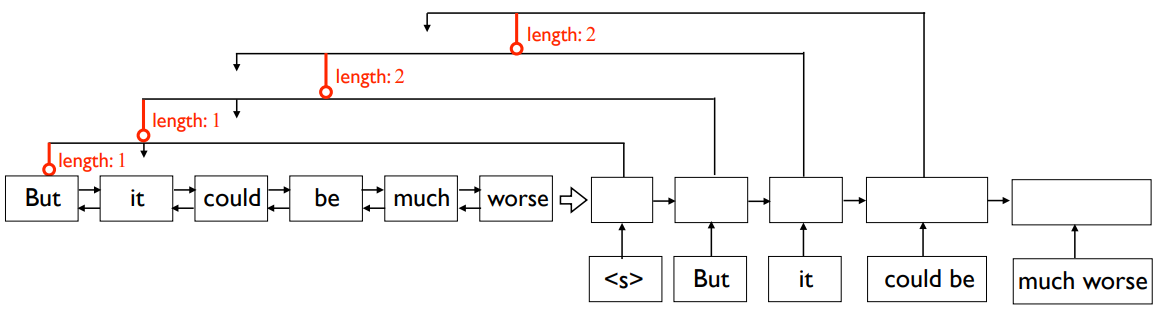 length: 2
length: 2
length: 1
length: 1
But it could be much worse
<s> But it could be much worse